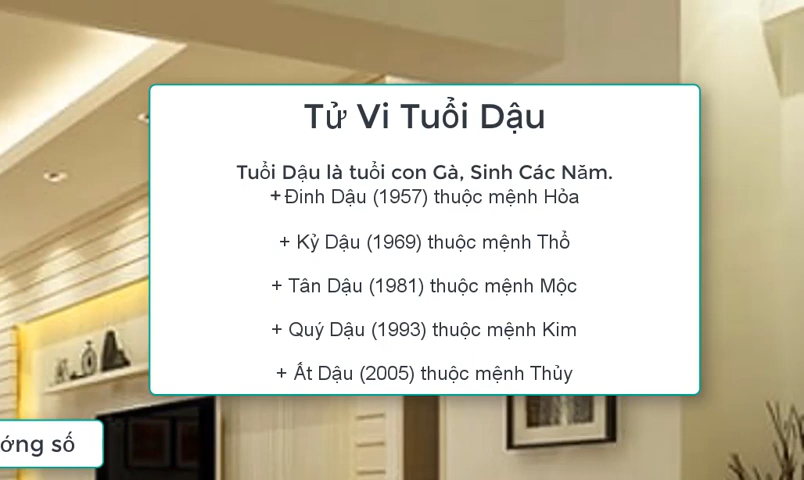 Tử Vi Tuổi Dậu
Tuổi Dậu là tuổi con Gà, Sinh Các Năm.
+ Đinh Dậu (1957) thuộc mệnh Hỏa
+ Kỷ Dậu (1969) thuộc mệnh Thổ
+ Tân Dậu (1981) thuộc mệnh Mộc
+ Quý Dậu (1993) thuộc mệnh Kim
+ Ất Dậu (2005) thuộc mệnh Thủy
ớng số